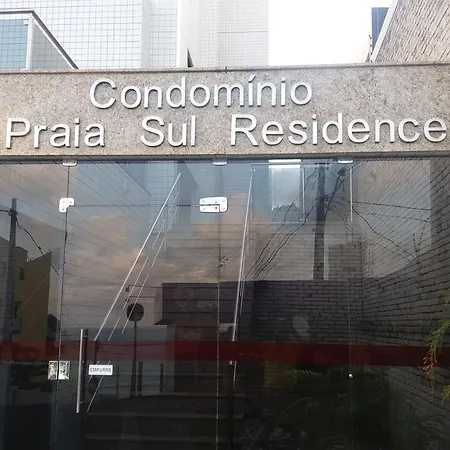 Condomínio
Praia Sul Residence
EMPURRE